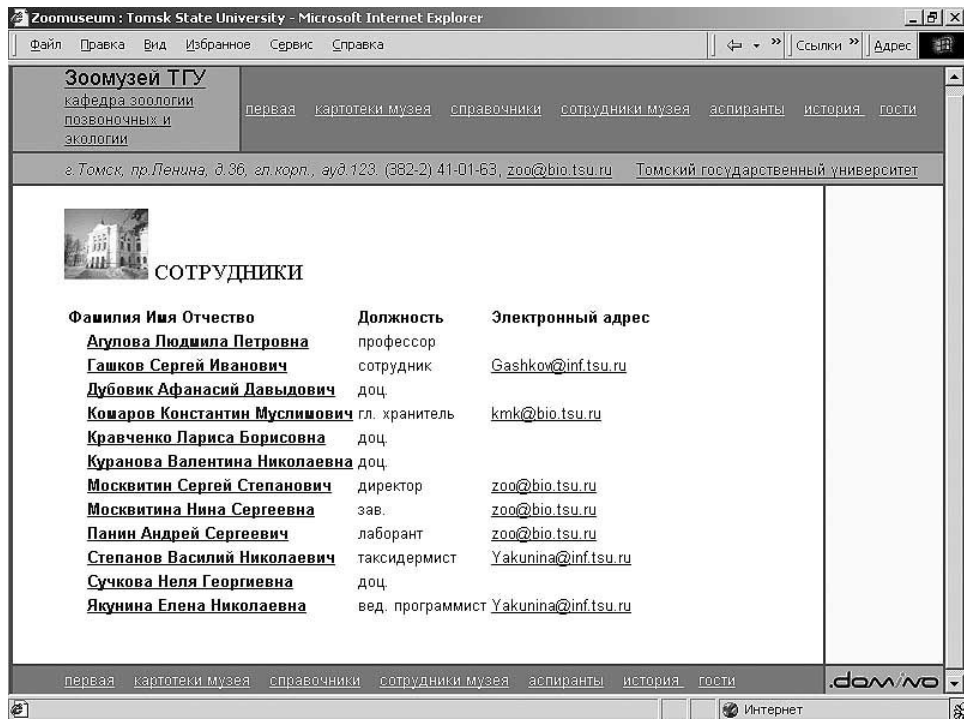 Zoomuseum : Tomsk State University - Microsoft Internet Explorer
Файл Правка Вид Избранное Сервис Справка Ссылки Адрес
Зоомузей ТГУ
кафедра зоологии
позвоночных и
экологии
первая картотеки музея справочники сотрудники музея аспиранты история гости
г.Томск, пр.Ленина, д.36, гл.корп., ауд.123. (382-2) 41-01-63, zoo@bio.tsu.ru Томский государственный университет
СОТРУДНИКИ
Фамилия Имя Отчество Должность Электронный адрес
Агулова Людмила Петровна профессор
Гашков Сергей Иванович сотрудник Gashkov@inf.tsu.ru
Дубовик Афанасий Давыдович доц.
Комаров Константин Муслимович гл. хранитель kmk@bio.tsu.ru
Кравченко Лариса Борисовна доц.
Куранова Валентина Николаевна доц.
Москвитин Сергей Степанович директор zoo@bio.tsu.ru
Москвитина Нина Сергеевна зав. zoo@bio.tsu.ru
Панин Андрей Сергеевич лаборант zoo@bio.tsu.ru
Степанов Василий Николаевич таксидермист Yakunina@inf.tsu.ru
Сучкова Неля Георгиевна доц.
Якунина Елена Николаевна вед. программист Yakunina@inf.tsu.ru
первая картотеки музея справочники сотрудники музея аспиранты история гости
.domino
Интернет